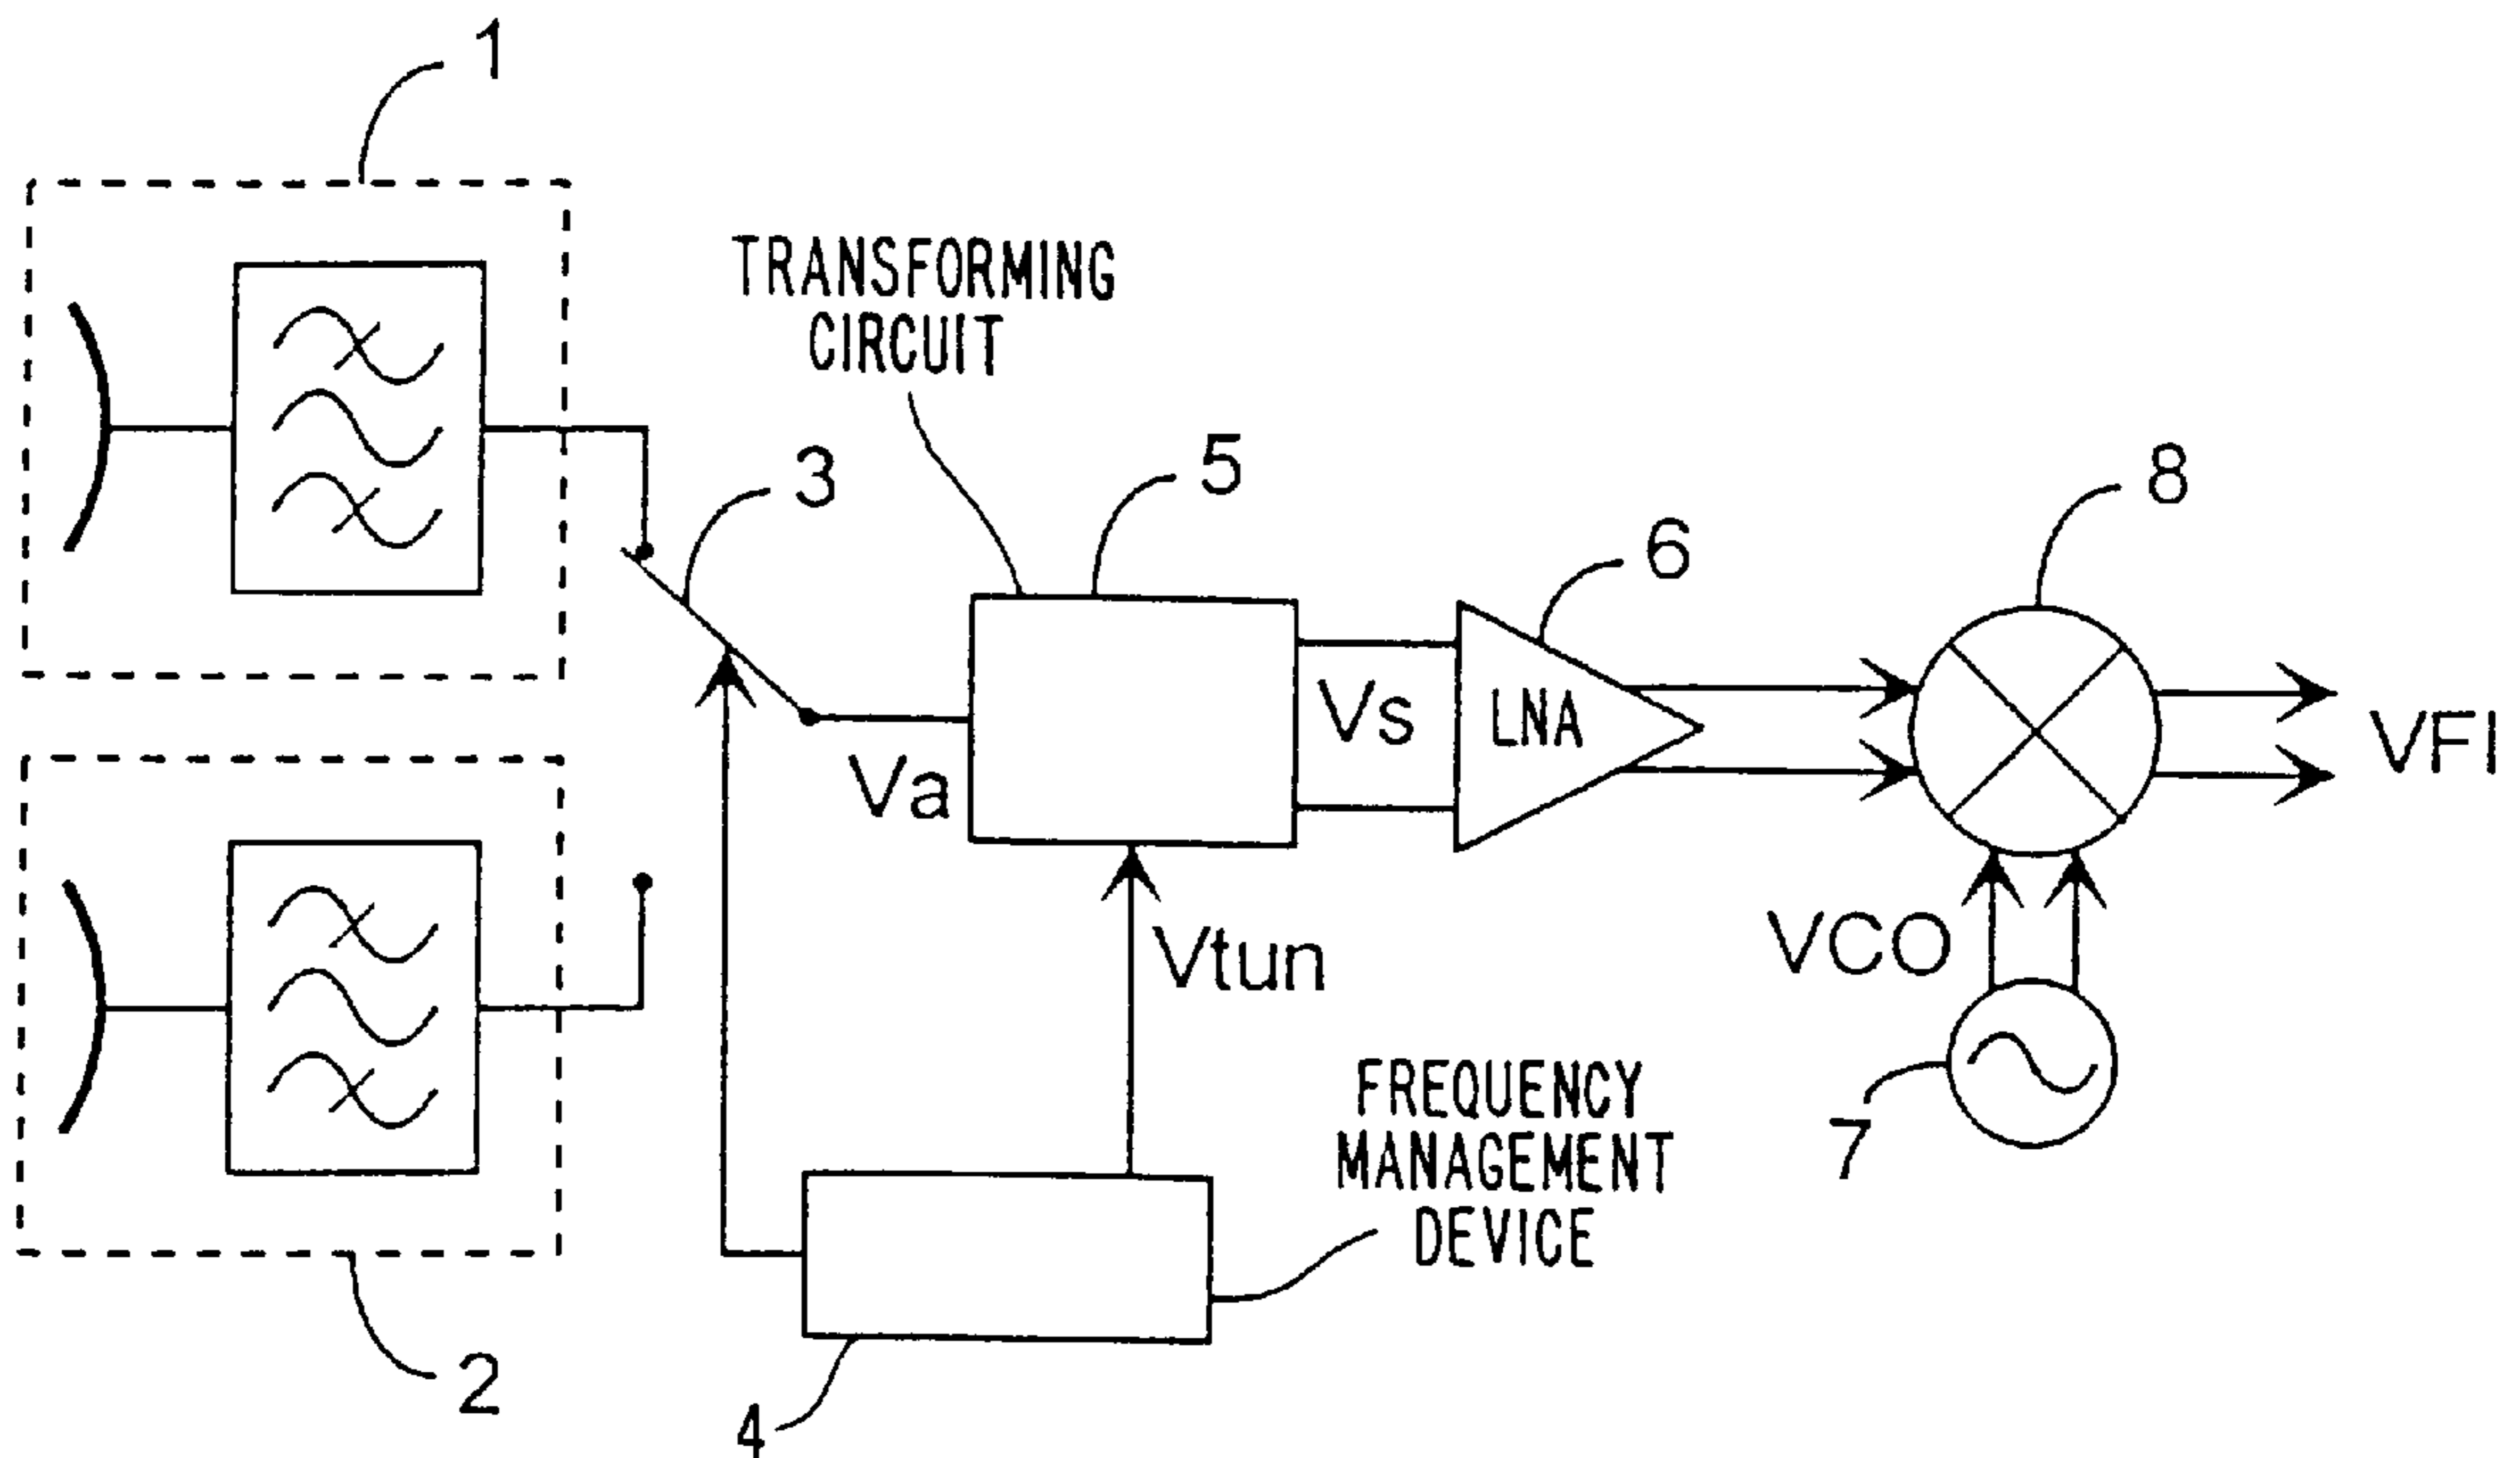 1
TRANSFORMING
CIRCUIT
3
5
6
8
Va
Vs
LNA
VFI
Vtun
VCO
7
FREQUENCY
MANAGEMENT
DEVICE
2
4